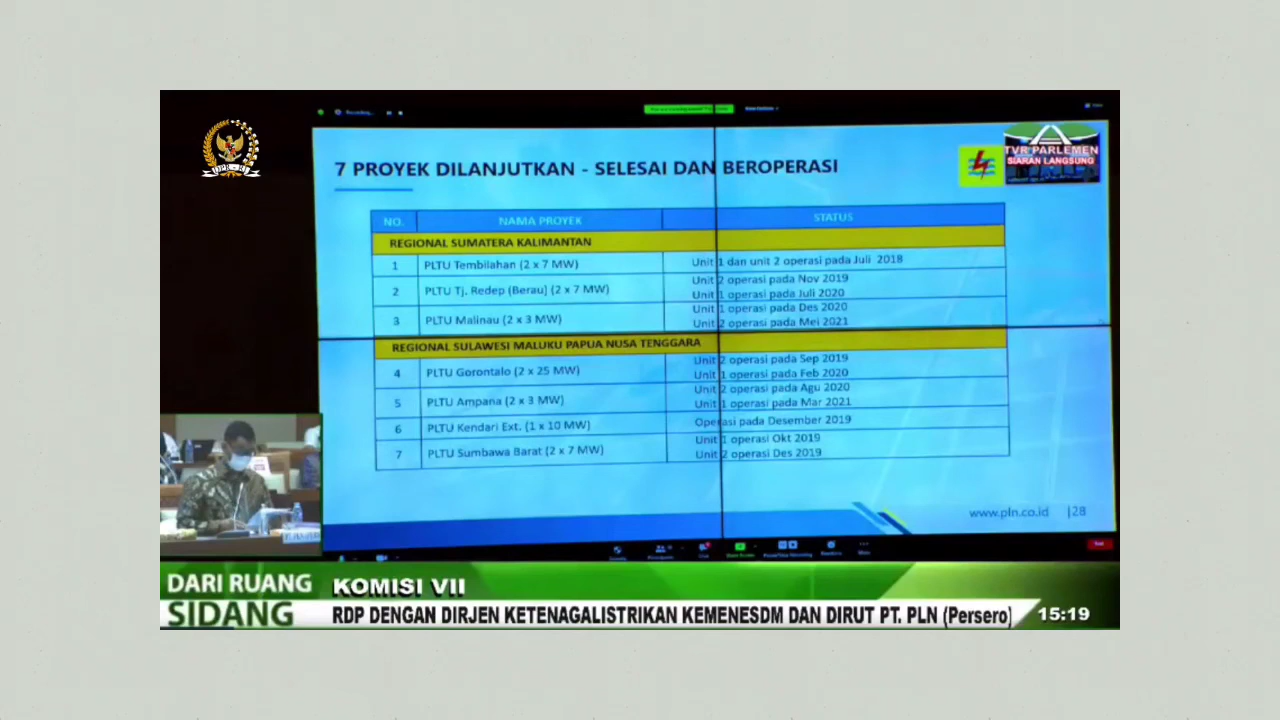 DPR-RI
Recording...
7 PROYEK DILANJUTKAN - SELESAI DAN BEROPERASI
TVR PARLEMEN
SIARAN LANGSUNG
NO. NAMA PROYEK STATUS
REGIONAL SUMATERA KALIMANTAN
1 PLTU Tembilahan (2 x 7 MW) Unit 1 dan unit 2 operasi pada Juli 2018
2 PLTU Tj. Redep (Berau) (2 x 7 MW) Unit 2 operasi pada Nov 2019
Unit 1 operasi pada Juli 2020
3 PLTU Malinau (2 x 3 MW) Unit 1 operasi pada Des 2020
Unit 2 operasi pada Mei 2021
REGIONAL SULAWESI MALUKU PAPUA NUSA TENGGARA
4 PLTU Gorontalo (2 x 25 MW) Unit 2 operasi pada Sep 2019
Unit 1 operasi pada Feb 2020
5 PLTU Ampana (2 x 3 MW) Unit 2 operasi pada Agu 2020
Unit 1 operasi pada Mar 2021
6 PLTU Kendari Ext. (1 x 10 MW) Operasi pada Desember 2019
7 PLTU Sumbawa Barat (2 x 7 MW) Unit 1 operasi Okt 2019
Unit 2 operasi Des 2019
www.pln.co.id |28
DARI RUANG
SIDANG
KOMISI VII
RDP DENGAN DIRJEN KETENAGALISTRIKAN KEMENESDM DAN DIRUT PT. PLN (Persero)
15:19